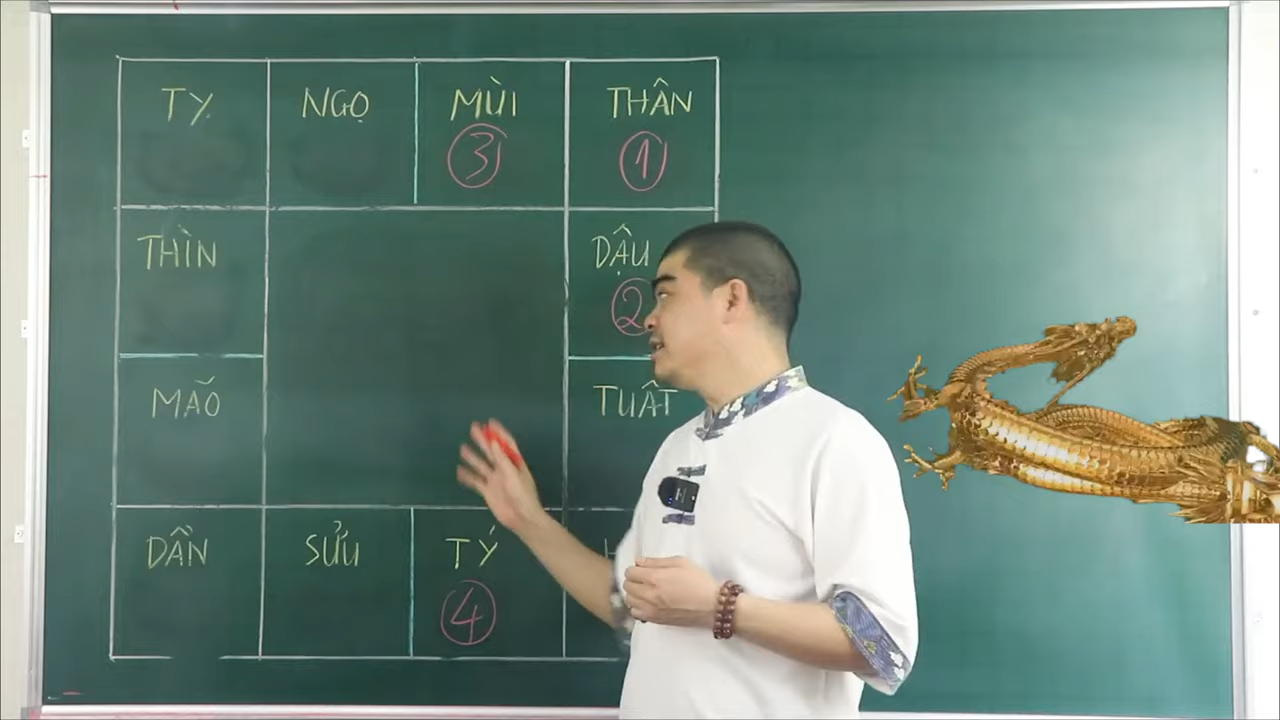 TỴ
NGỌ
MÙI
THÂN
③
①
THÌN
DẬU
②
MÃO
TUẤT
DẦN
SỬU
TÝ
H
④